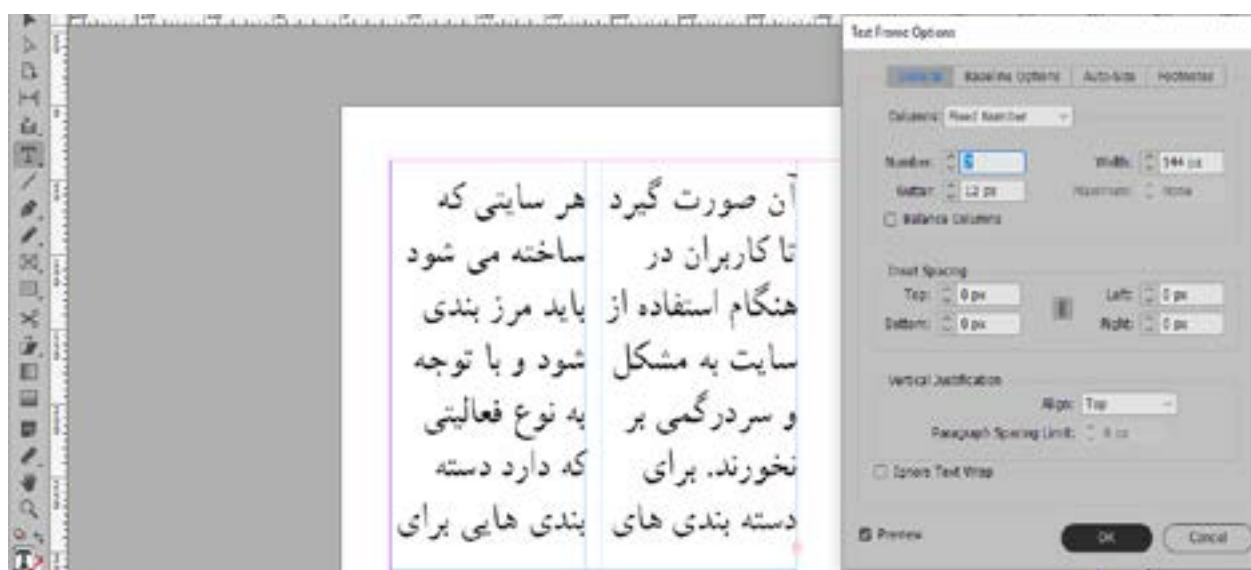 هر سایتی که
ساخته می شود
باید مرز بندی
شود و با توجه
به نوع فعالیتی
که دارد دسته
بندی هایی برای
آن صورت گیرد
تا کاربران در
هنگام استفاده از
سایت به مشکل
و سردرگمی بر
نخورند. برای
دسته بندی های
Text Frame Options
General Baseline Options Auto-Size Footnotes
Columns: Fixed Number
Number: Width: 144 px
Gutter: 12 px Maximum: None
Balance Columns
Inset Spacing
Top: 0 px Left: 0 px
Bottom: 0 px Right: 0 px
Vertical Justification
Align: Top
Paragraph Spacing Limit: 0 px
Ignore Text Wrap
Preview
OK Cancel